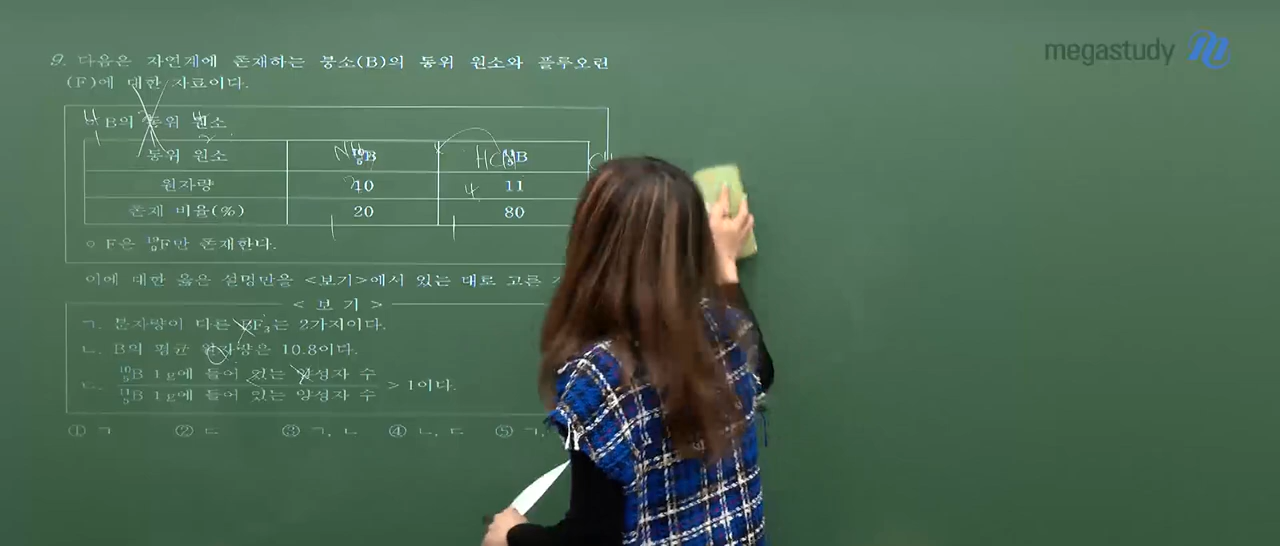 megastudy
9. 다음은 자연계에 존재하는 붕소(B)의 동위 원소와 플루오린
(F)에 대한 자료이다.
B의 동위 원소
동위 원소 ¹⁰₅B ¹¹₅B
원자량 10 11
존재 비율(%) 20 80
○ F은 ¹⁹₉F만 존재한다.
이에 대한 옳은 설명만을 <보기>에서 있는 대로 고른
< 보 기 >
ㄱ. 분자량이 다른 BF₃는 2가지이다.
ㄴ. B의 평균 원자량은 10.8이다.
ㄷ. ¹⁰₅B 1g에 들어 있는 양성자 수
¹¹₅B 1g에 들어 있는 양성자 수 > 1이다.
① ㄱ ② ㄷ ③ ㄱ, ㄴ ④ ㄴ, ㄷ ⑤ ㄱ,